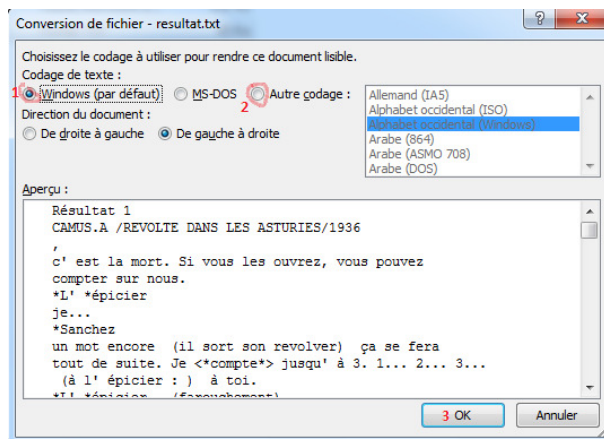 Conversion de fichier - resultat.txt
Choisissez le codage à utiliser pour rendre ce document lisible.
Codage de texte :
1 Windows (par défaut) MS-DOS 2 Autre codage :
Direction du document :
De droite à gauche De gauche à droite
Allemand (IA5)
Alphabet occidental (ISO)
Alphabet occidental (Windows)
Arabe (864)
Arabe (ASMO 708)
Arabe (DOS)
Aperçu :
Résultat 1
CAMUS.A /REVOLTE DANS LES ASTURIES/1936
,
c' est la mort. Si vous les ouvrez, vous pouvez
compter sur nous.
*L' *épicier
je...
*Sanchez
un mot encore (il sort son revolver) ça se fera
tout de suite. Je <*compte*> jusqu' à 3. 1... 2... 3...
(à l' épicier : ) à toi.
*L' *épicier (farouchement)
3 OK Annuler